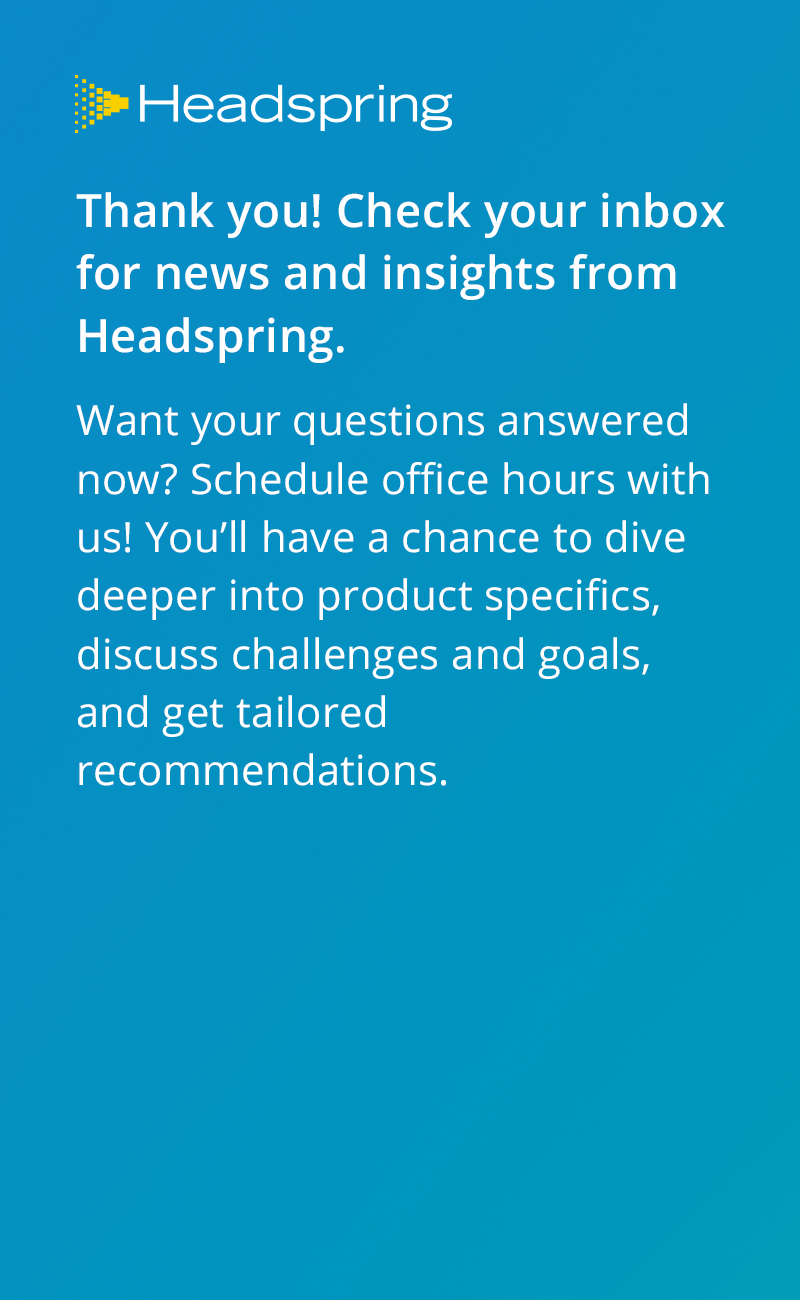 Headspring
Thank you! Check your inbox
for news and insights from
Headspring.
Want your questions answered
now? Schedule office hours with
us! You’ll have a chance to dive
deeper into product specifics,
discuss challenges and goals,
and get tailored
recommendations.